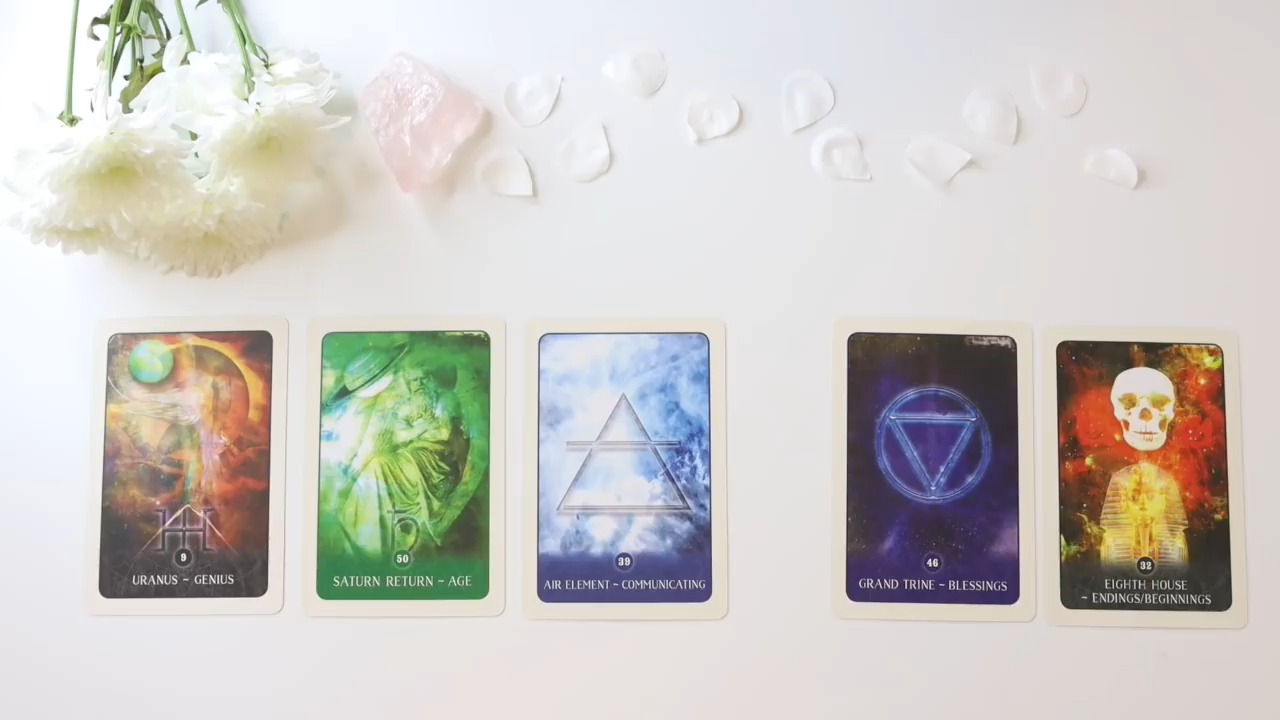 9
URANUS ~ GENIUS
50
SATURN RETURN ~ AGE
39
AIR ELEMENT ~ COMMUNICATING
46
GRAND TRINE ~ BLESSINGS
32
EIGHTH HOUSE
~ ENDINGS/BEGINNINGS